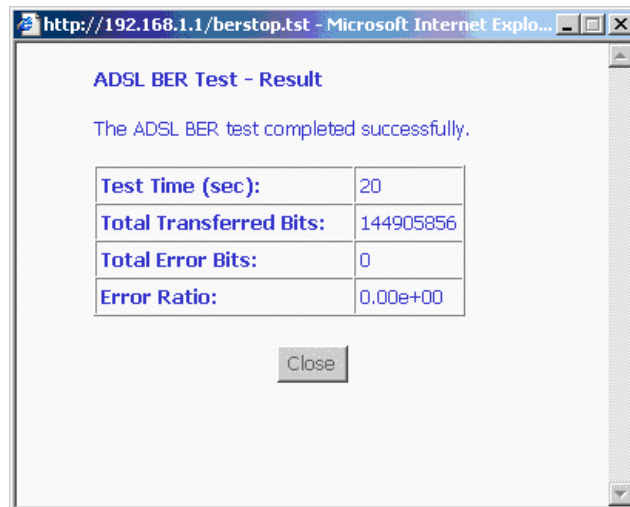 http://192.168.1.1/berstop.tst - Microsoft Internet Explo...
ADSL BER Test - Result
The ADSL BER test completed successfully.
Test Time (sec): 20
Total Transferred Bits: 144905856
Total Error Bits: 0
Error Ratio: 0.00e+00
Close